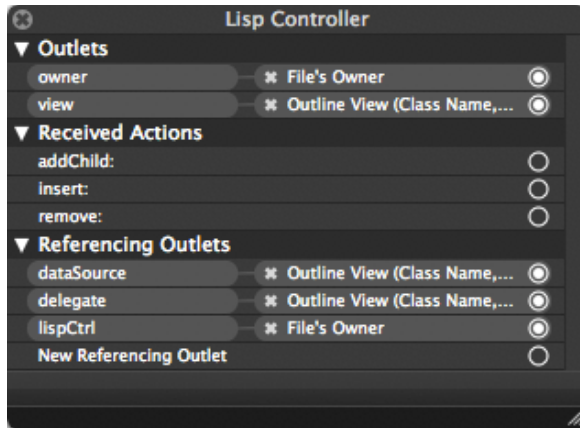 Lisp Controller
Outlets
owner File's Owner
view Outline View (Class Name,...
Received Actions
addChild:
insert:
remove:
Referencing Outlets
dataSource Outline View (Class Name,...
delegate Outline View (Class Name,...
lispCtrl File's Owner
New Referencing Outlet